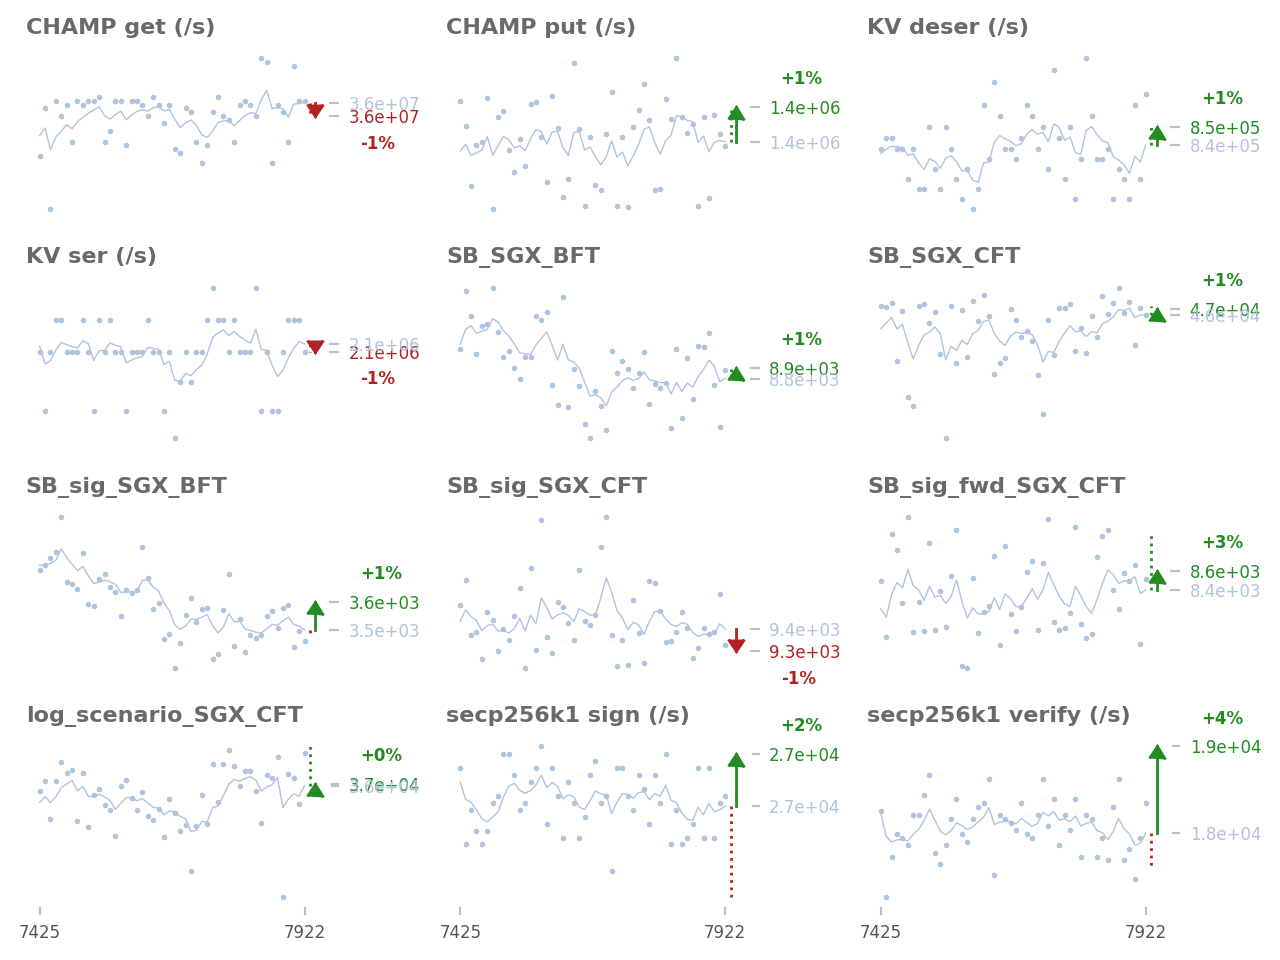 CHAMP get (/s)
3.6e+07
3.6e+07
-1%
CHAMP put (/s)
+1%
1.4e+06
1.4e+06
KV deser (/s)
+1%
8.5e+05
8.4e+05
KV ser (/s)
2.1e+06
2.1e+06
-1%
SB_SGX_BFT
+1%
8.9e+03
8.8e+03
SB_SGX_CFT
+1%
4.7e+04
4.6e+04
SB_sig_SGX_BFT
+1%
3.6e+03
3.5e+03
SB_sig_SGX_CFT
9.4e+03
9.3e+03
-1%
SB_sig_fwd_SGX_CFT
+3%
8.6e+03
8.4e+03
log_scenario_SGX_CFT
+0%
3.7e+04
3.6e+04
secp256k1 sign (/s)
+2%
2.7e+04
2.7e+04
secp256k1 verify (/s)
+4%
1.9e+04
1.8e+04
7425 7922
7425 7922
7425 7922